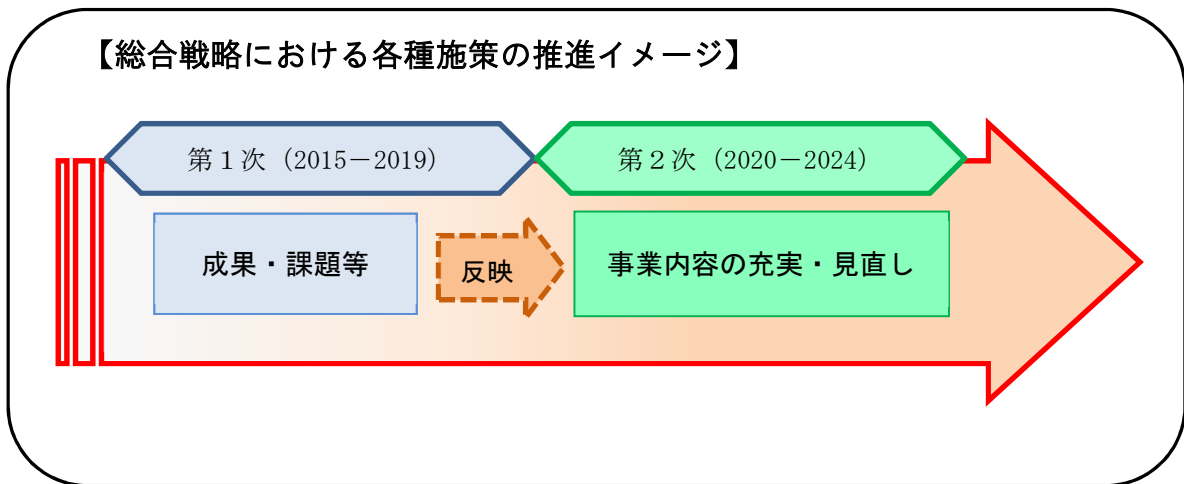 【総合戦略における各種施策の推進イメージ】
第１次（2015－2019）
第２次（2020－2024）
成果・課題等
反映
事業内容の充実・見直し